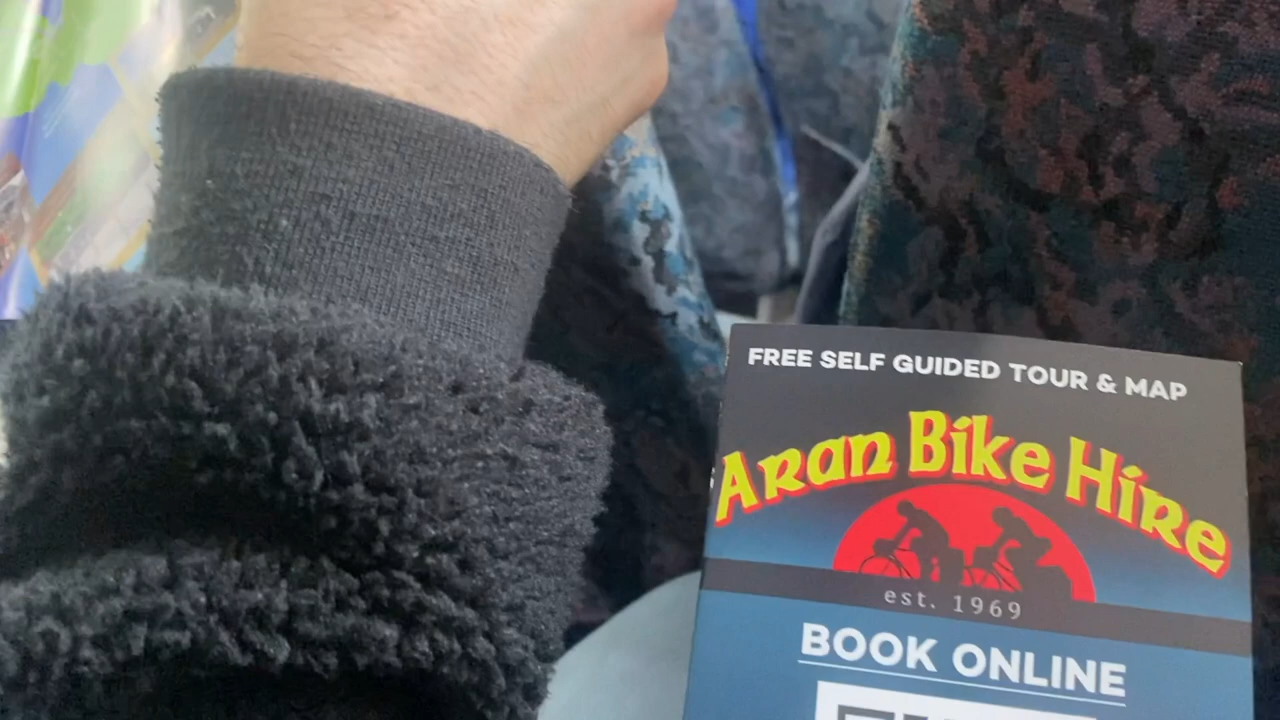 FREE SELF GUIDED TOUR & MAP
Aran Bike Hire
est. 1969
BOOK ONLINE